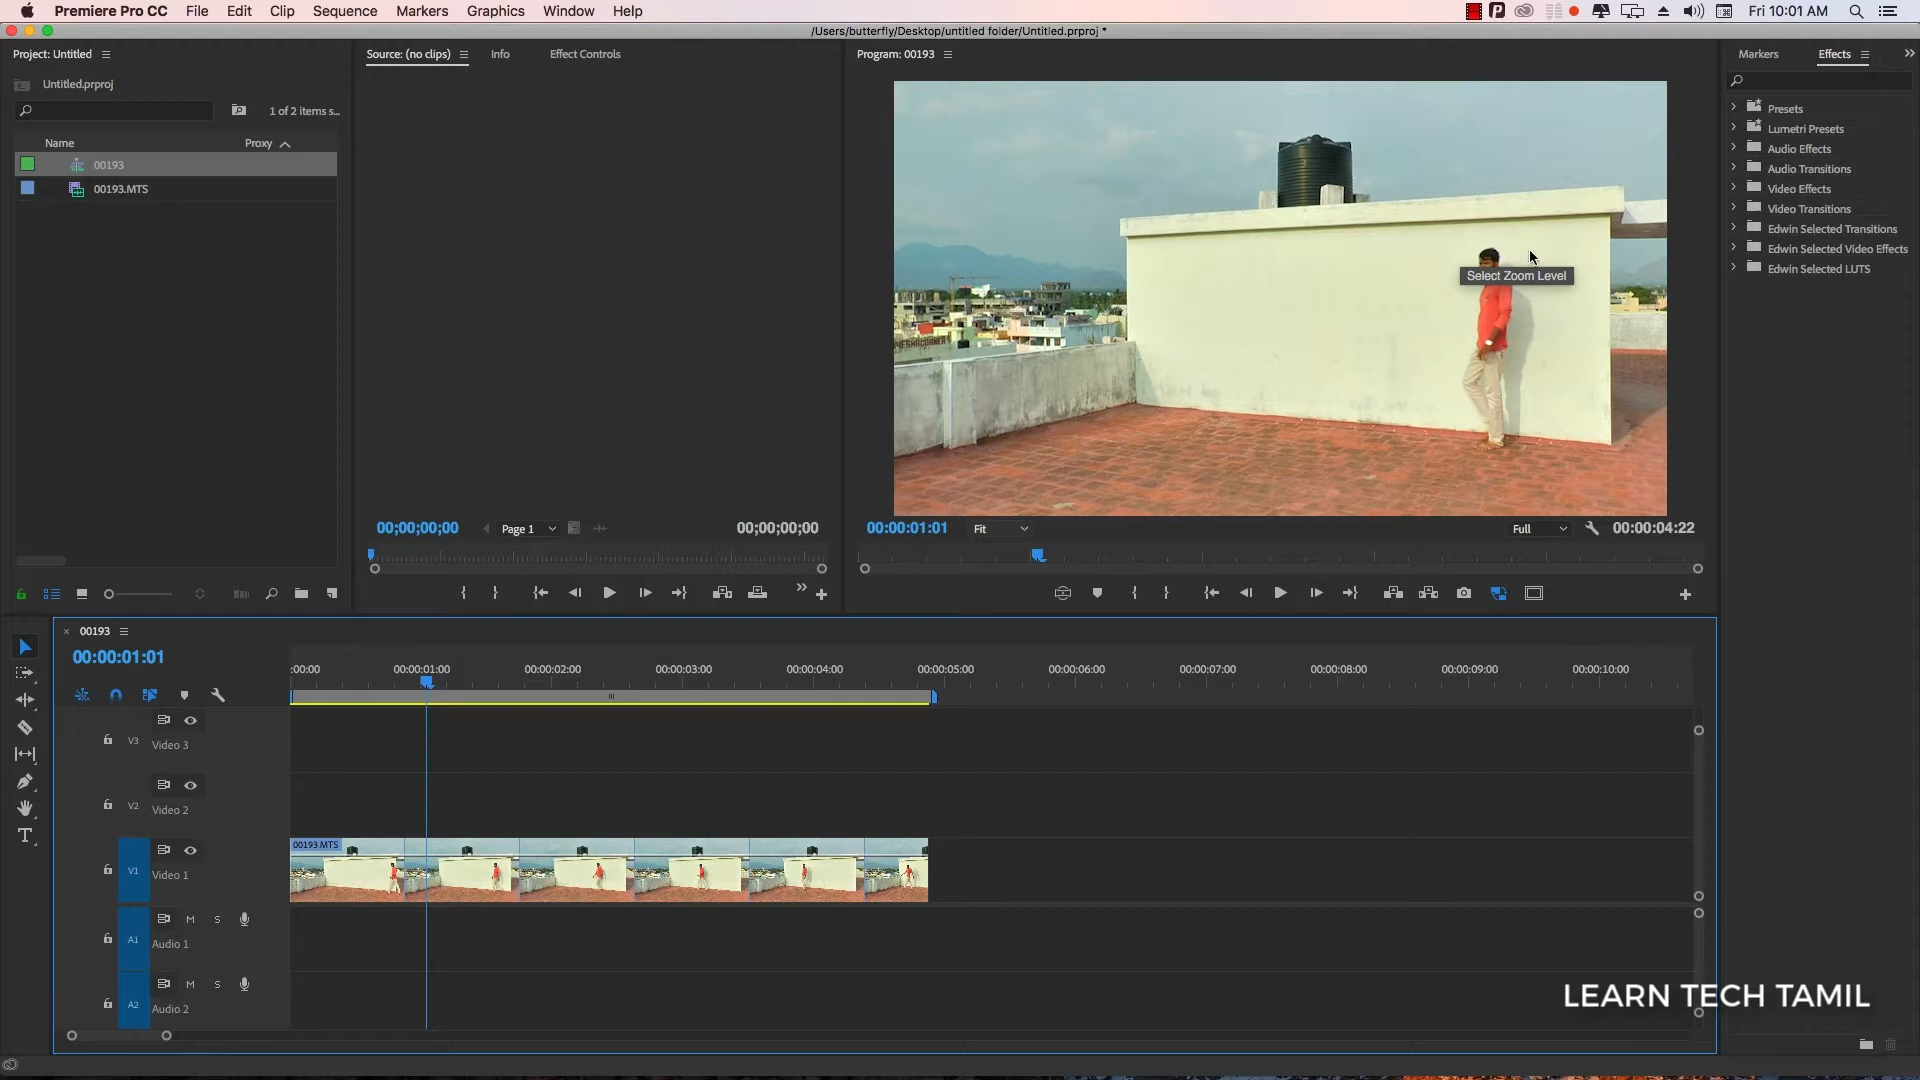 Premiere Pro CC File Edit Clip Sequence Markers Graphics Window Help Fri 10:01 AM
/Users/butterfly/Desktop/untitled folder/Untitled.prproj *
Project: Untitled
Source: (no clips) Info Effect Controls
Program: 00193
Markers Effects
Untitled.prproj
1 of 2 items s...
Name Proxy
00193
00193.MTS
Presets
Lumetri Presets
Audio Effects
Audio Transitions
Video Effects
Video Transitions
Edwin Selected Transitions
Edwin Selected Video Effects
Edwin Selected LUTS
Select Zoom Level
00;00;00;00 Page 1 00;00;00;00
00:00:01:01 Fit Full 00:00:04:22
00193
00:00:01:01
:00:00 00:00:01:00 00:00:02:00 00:00:03:00 00:00:04:00 00:00:05:00 00:00:06:00 00:00:07:00 00:00:08:00 00:00:09:00 00:00:10:00
V3 Video 3
V2 Video 2
00193.MTS
V1 Video 1
M S
A1 Audio 1
M S
A2 Audio 2
LEARN TECH TAMIL